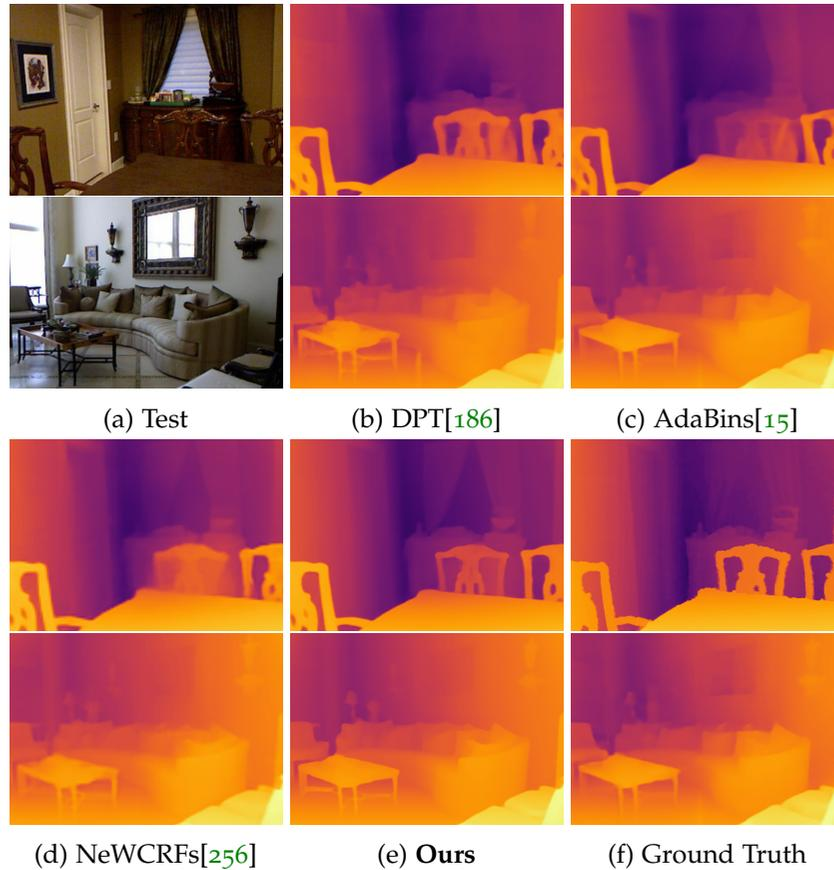 (a) Test
(b) DPT[186]
(c) AdaBins[15]
(d) NeWCRFs[256]
(e) Ours
(f) Ground Truth